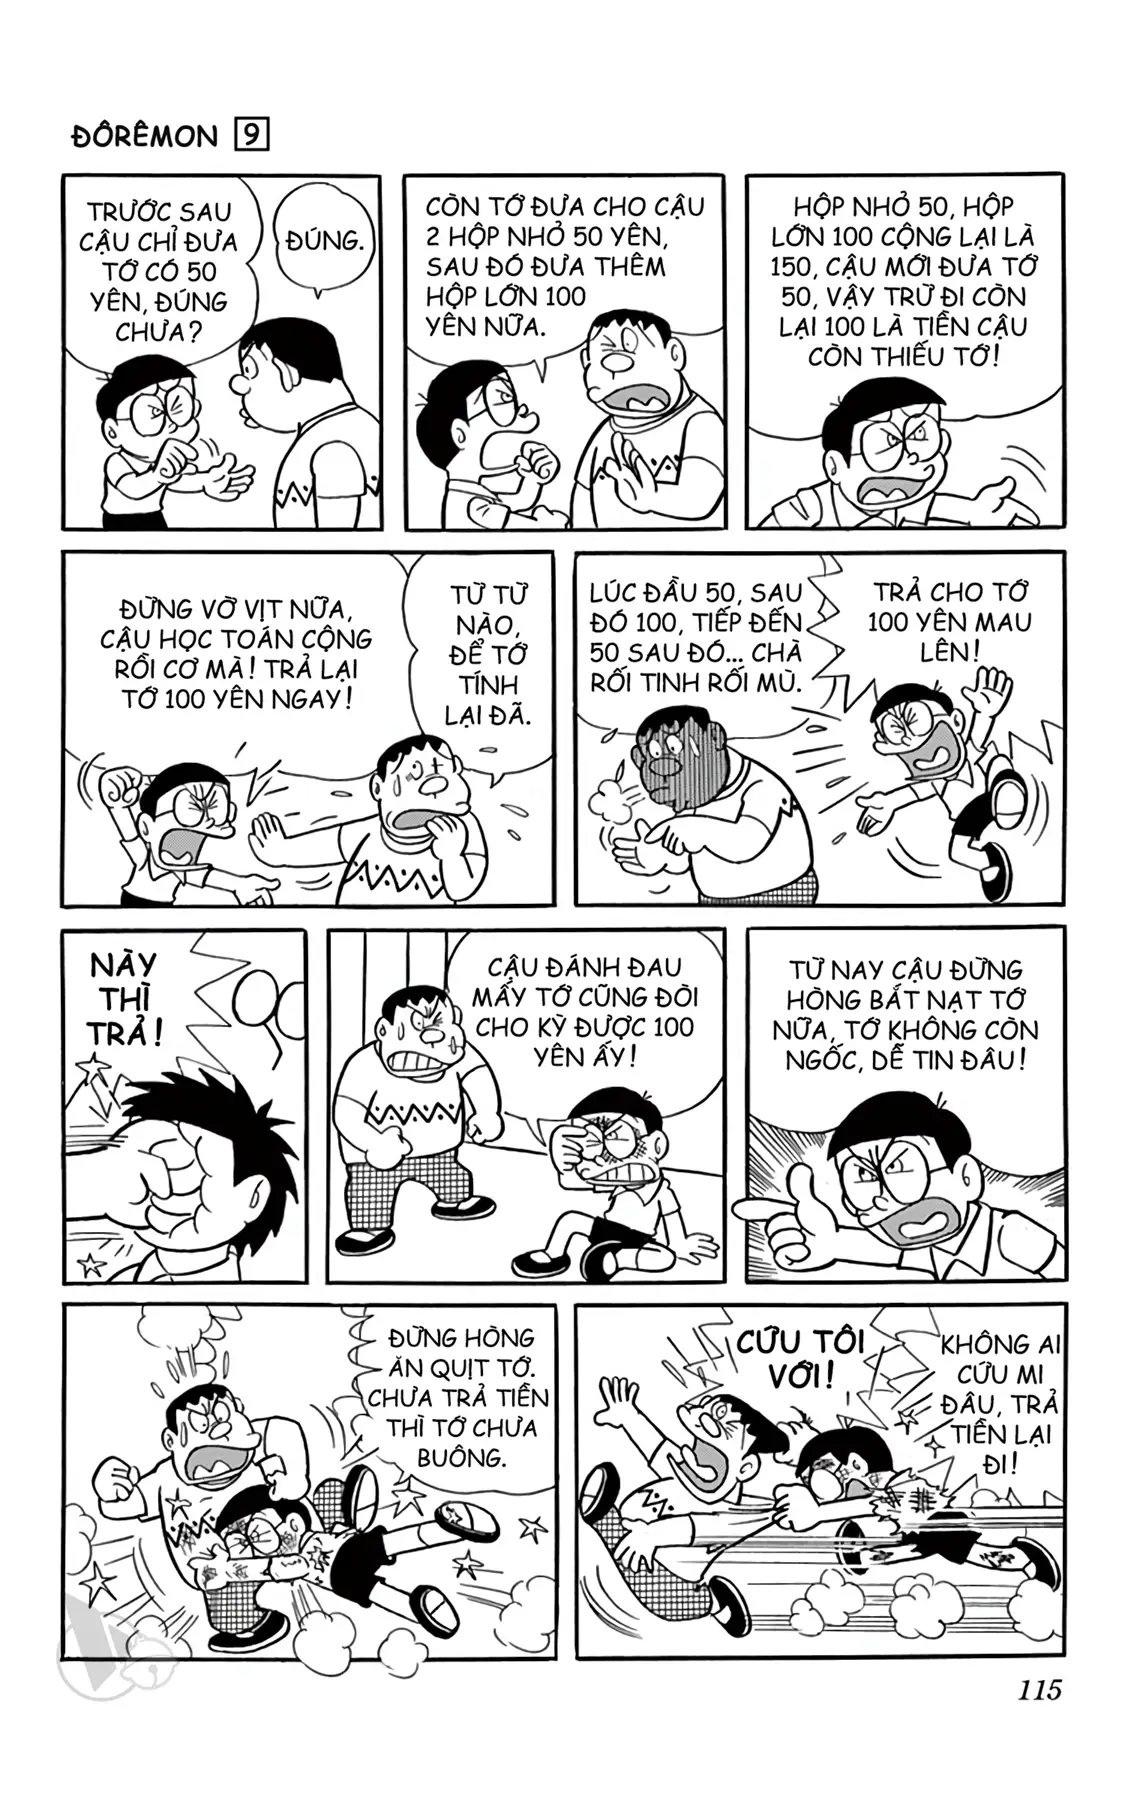 ĐÔRÊMON 9
TRƯỚC SAU
CẬU CHỈ ĐƯA
TỚ CÓ 50
YÊN, ĐÚNG
CHƯA?
ĐÚNG.
CÒN TỚ ĐƯA CHO CẬU
2 HỘP NHỎ 50 YÊN,
SAU ĐÓ ĐƯA THÊM
HỘP LỚN 100
YÊN NỮA.
HỘP NHỎ 50, HỘP
LỚN 100 CỘNG LẠI LÀ
150, CẬU MỚI ĐƯA TỚ
50, VẬY TRỪ ĐI CÒN
LẠI 100 LÀ TIỀN CẬU
CÒN THIẾU TỚ!
ĐỪNG VỜ VỊT NỮA,
CẬU HỌC TOÁN CỘNG
RỒI CƠ MÀ! TRẢ LẠI
TỚ 100 YÊN NGAY!
TỪ TỪ
NÀO,
ĐỂ TỚ
TÍNH
LẠI ĐÃ.
LÚC ĐẦU 50, SAU
ĐÓ 100, TIẾP ĐẾN
50 SAU ĐÓ... CHÀ
RỐI TINH RỐI MÙ.
TRẢ CHO TỚ
100 YÊN MAU
LÊN!
NÀY
THÌ
TRẢ!
CẬU ĐÁNH ĐAU
MẤY TỚ CŨNG ĐÒI
CHO KỲ ĐƯỢC 100
YÊN ẤY!
TỪ NAY CẬU ĐỪNG
HÒNG BẮT NẠT TỚ
NỮA, TỚ KHÔNG CÒN
NGỐC, DỄ TIN ĐÂU!
ĐỪNG HÒNG
ĂN QUỊT TỚ.
CHƯA TRẢ TIỀN
THÌ TỚ CHƯA
BUÔNG.
CỨU TÔI
VỚI!
KHÔNG AI
CỨU MI
ĐÂU, TRẢ
TIỀN LẠI
ĐI!
115